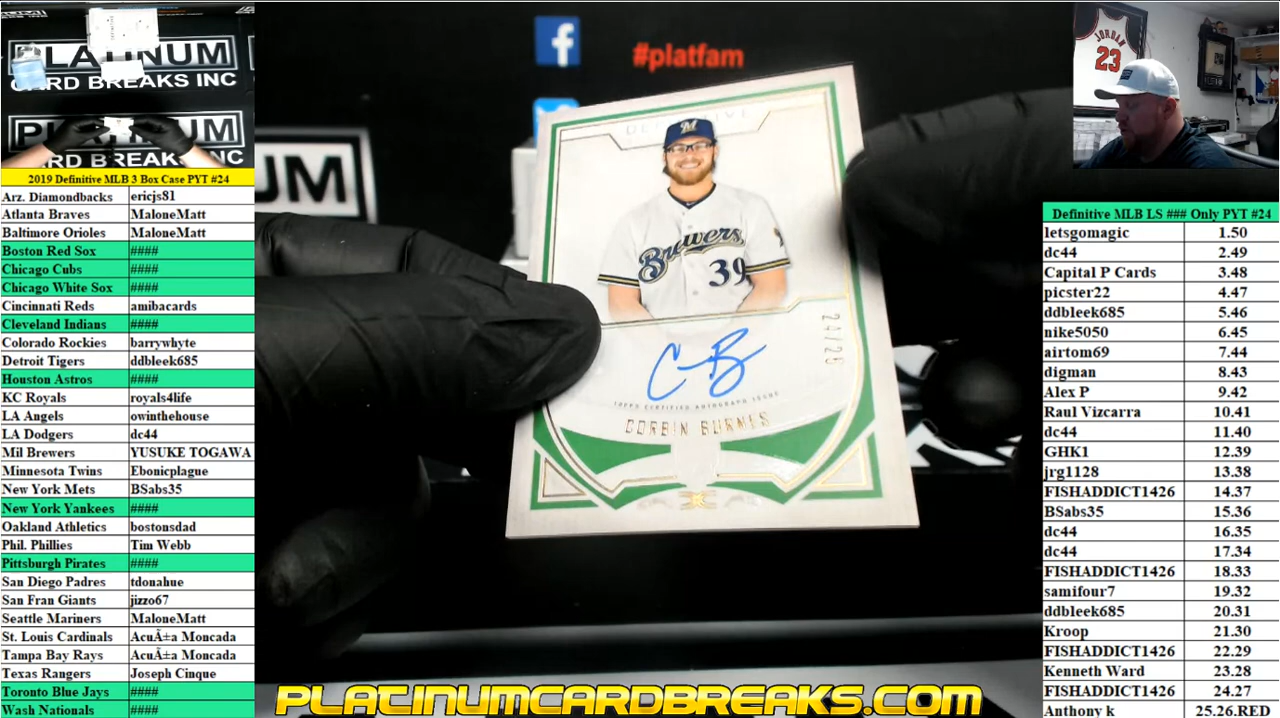 PLATINUM
CARD BREAKS INC
PLATINUM
CARD BREAKS INC
2019 Definitive MLB 3 Box Case PYT #24
Arz. Diamondbacks ericjs81
Atlanta Braves MaloneMatt
Baltimore Orioles MaloneMatt
Boston Red Sox ####
Chicago Cubs ####
Chicago White Sox ####
Cincinnati Reds amibacards
Cleveland Indians ####
Colorado Rockies barrywhyte
Detroit Tigers ddbleek685
Houston Astros ####
KC Royals royals4life
LA Angels owinthehouse
LA Dodgers dc44
Mil Brewers YUSUKE TOGAWA
Minnesota Twins Ebonicplague
New York Mets BSabs35
New York Yankees ####
Oakland Athletics bostonsdad
Phil. Phillies Tim Webb
Pittsburgh Pirates ####
San Diego Padres tdonahue
San Fran Giants jizzo67
Seattle Mariners MaloneMatt
St. Louis Cardinals AcuÃ±a Moncada
Tampa Bay Rays AcuÃ±a Moncada
Texas Rangers Joseph Cinque
Toronto Blue Jays ####
Wash Nationals ####
#platfam
UM
DEFINITIVE
M
Brewers
39
24/25
CB
TOPPS CERTIFIED AUTOGRAPH ISSUE
CORBIN BURNES
PLATINUMCARDBREAKS.COM
JORDAN
23
Definitive MLB LS ### Only PYT #24
letsgomagic 1.50
dc44 2.49
Capital P Cards 3.48
picster22 4.47
ddbleek685 5.46
nike5050 6.45
airtom69 7.44
digman 8.43
Alex P 9.42
Raul Vizcarra 10.41
dc44 11.40
GHK1 12.39
jrg1128 13.38
FISHADDICT1426 14.37
BSabs35 15.36
dc44 16.35
dc44 17.34
FISHADDICT1426 18.33
samifour7 19.32
ddbleek685 20.31
Kroop 21.30
FISHADDICT1426 22.29
Kenneth Ward 23.28
FISHADDICT1426 24.27
Anthony k 25.26.RED